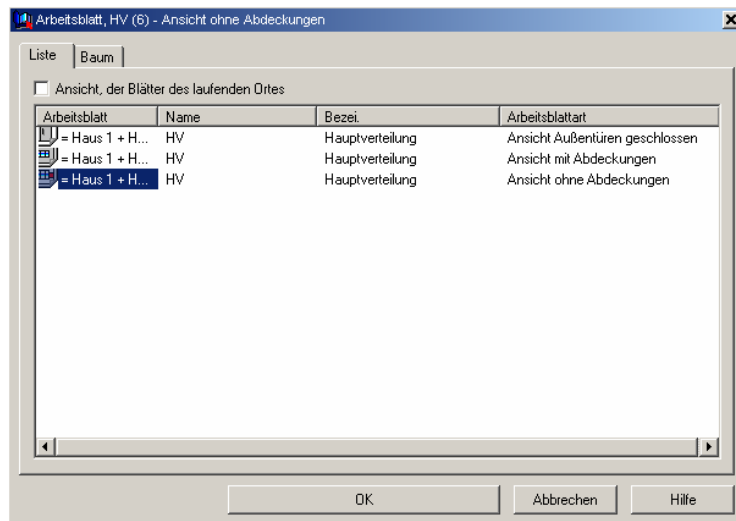 Arbeitsblatt, HV (6) - Ansicht ohne Abdeckungen
Liste Baum
Ansicht, der Blätter des laufenden Ortes
Arbeitsblatt Name Bezei. Arbeitsblattart
= Haus 1 + H... HV Hauptverteilung Ansicht Außentüren geschlossen
= Haus 1 + H... HV Hauptverteilung Ansicht mit Abdeckungen
= Haus 1 + H... HV Hauptverteilung Ansicht ohne Abdeckungen
OK Abbrechen Hilfe